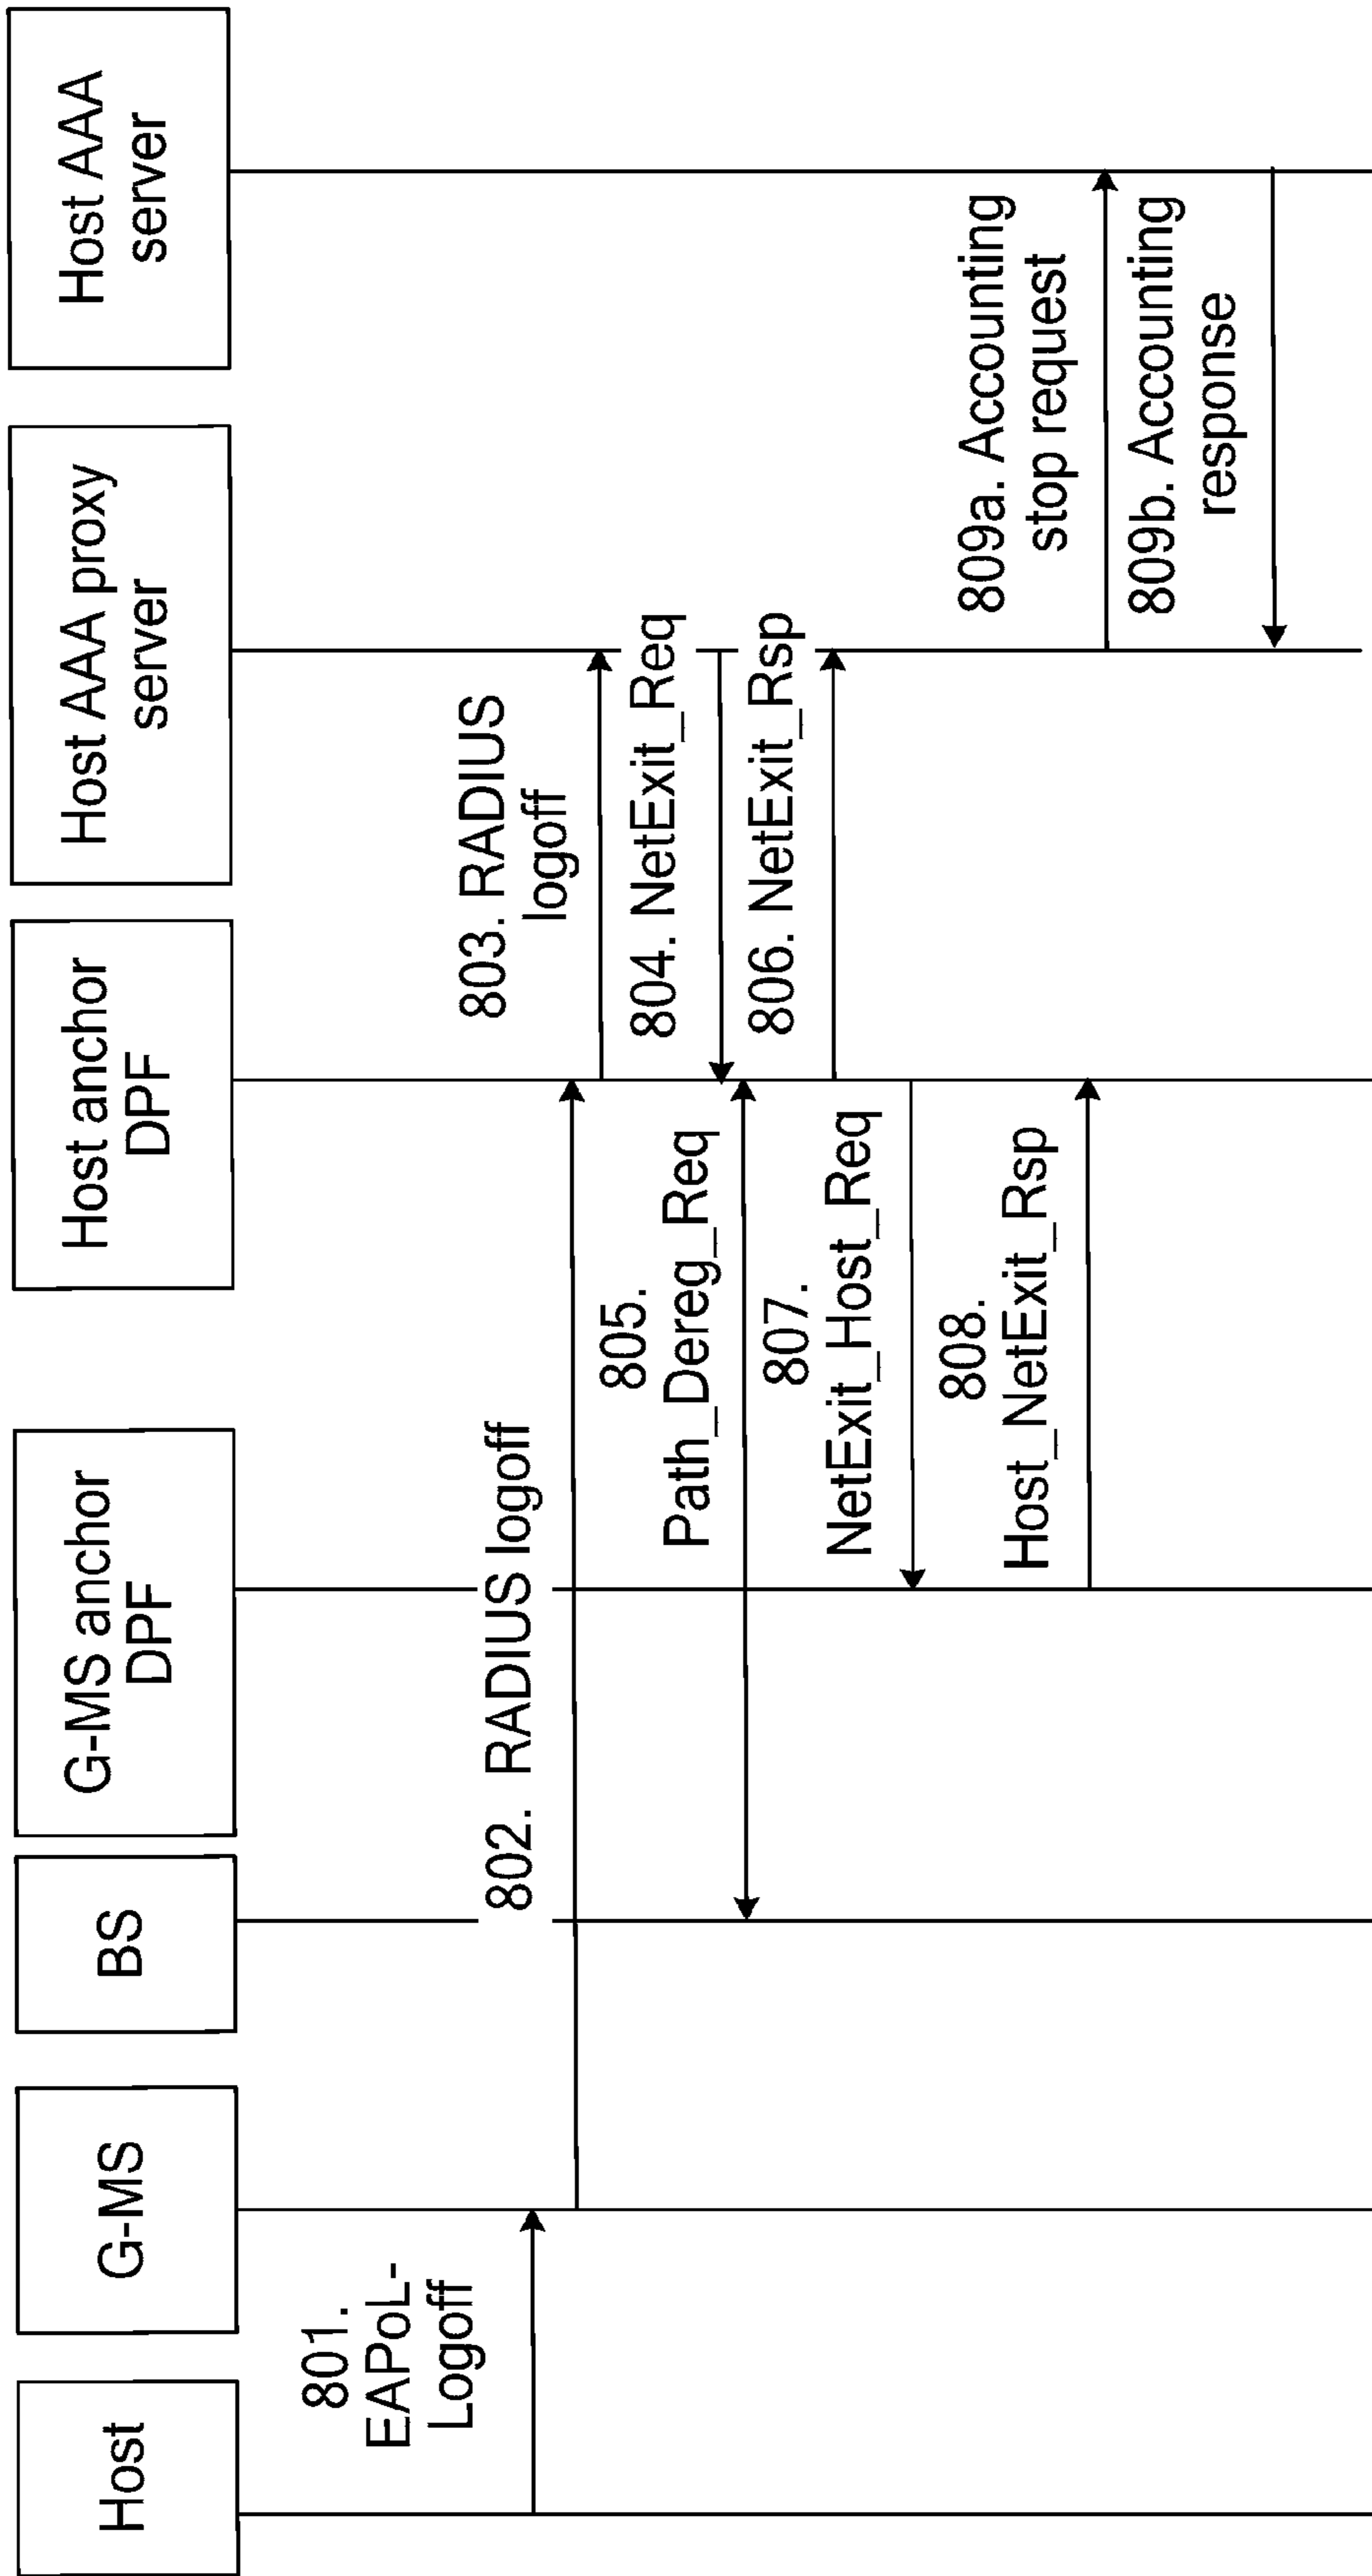 Host
G-MS
BS
G-MS anchor
DPF
Host anchor
DPF
Host AAA proxy
server
Host AAA
server
801.
EAPoL-
Logoff
802. RADIUS logoff
803. RADIUS
logoff
804. NetExit_Req
805.
Path_Dereg_Req
806. NetExit_Rsp
807.
NetExit_Host_Req
808.
Host_NetExit_Rsp
809a. Accounting
stop request
809b. Accounting
response